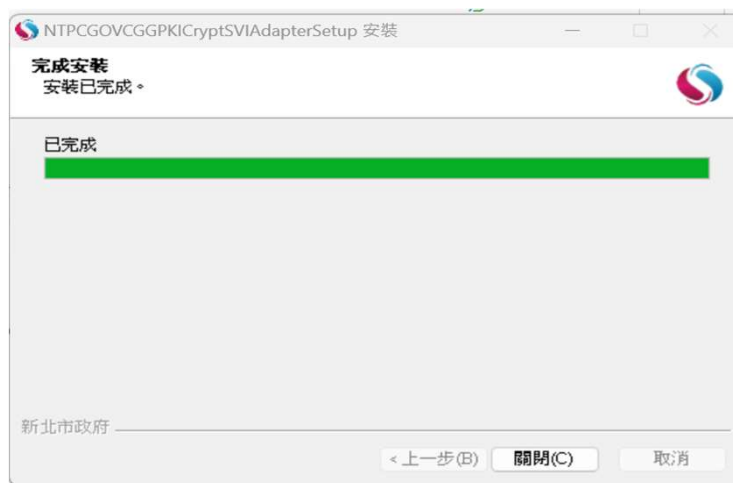 NTPCGOVCGGPKICryptSVIAdapterSetup 安裝
完成安裝
安裝已完成。
已完成
新北市政府
<上一步(B) 關閉(C) 取消